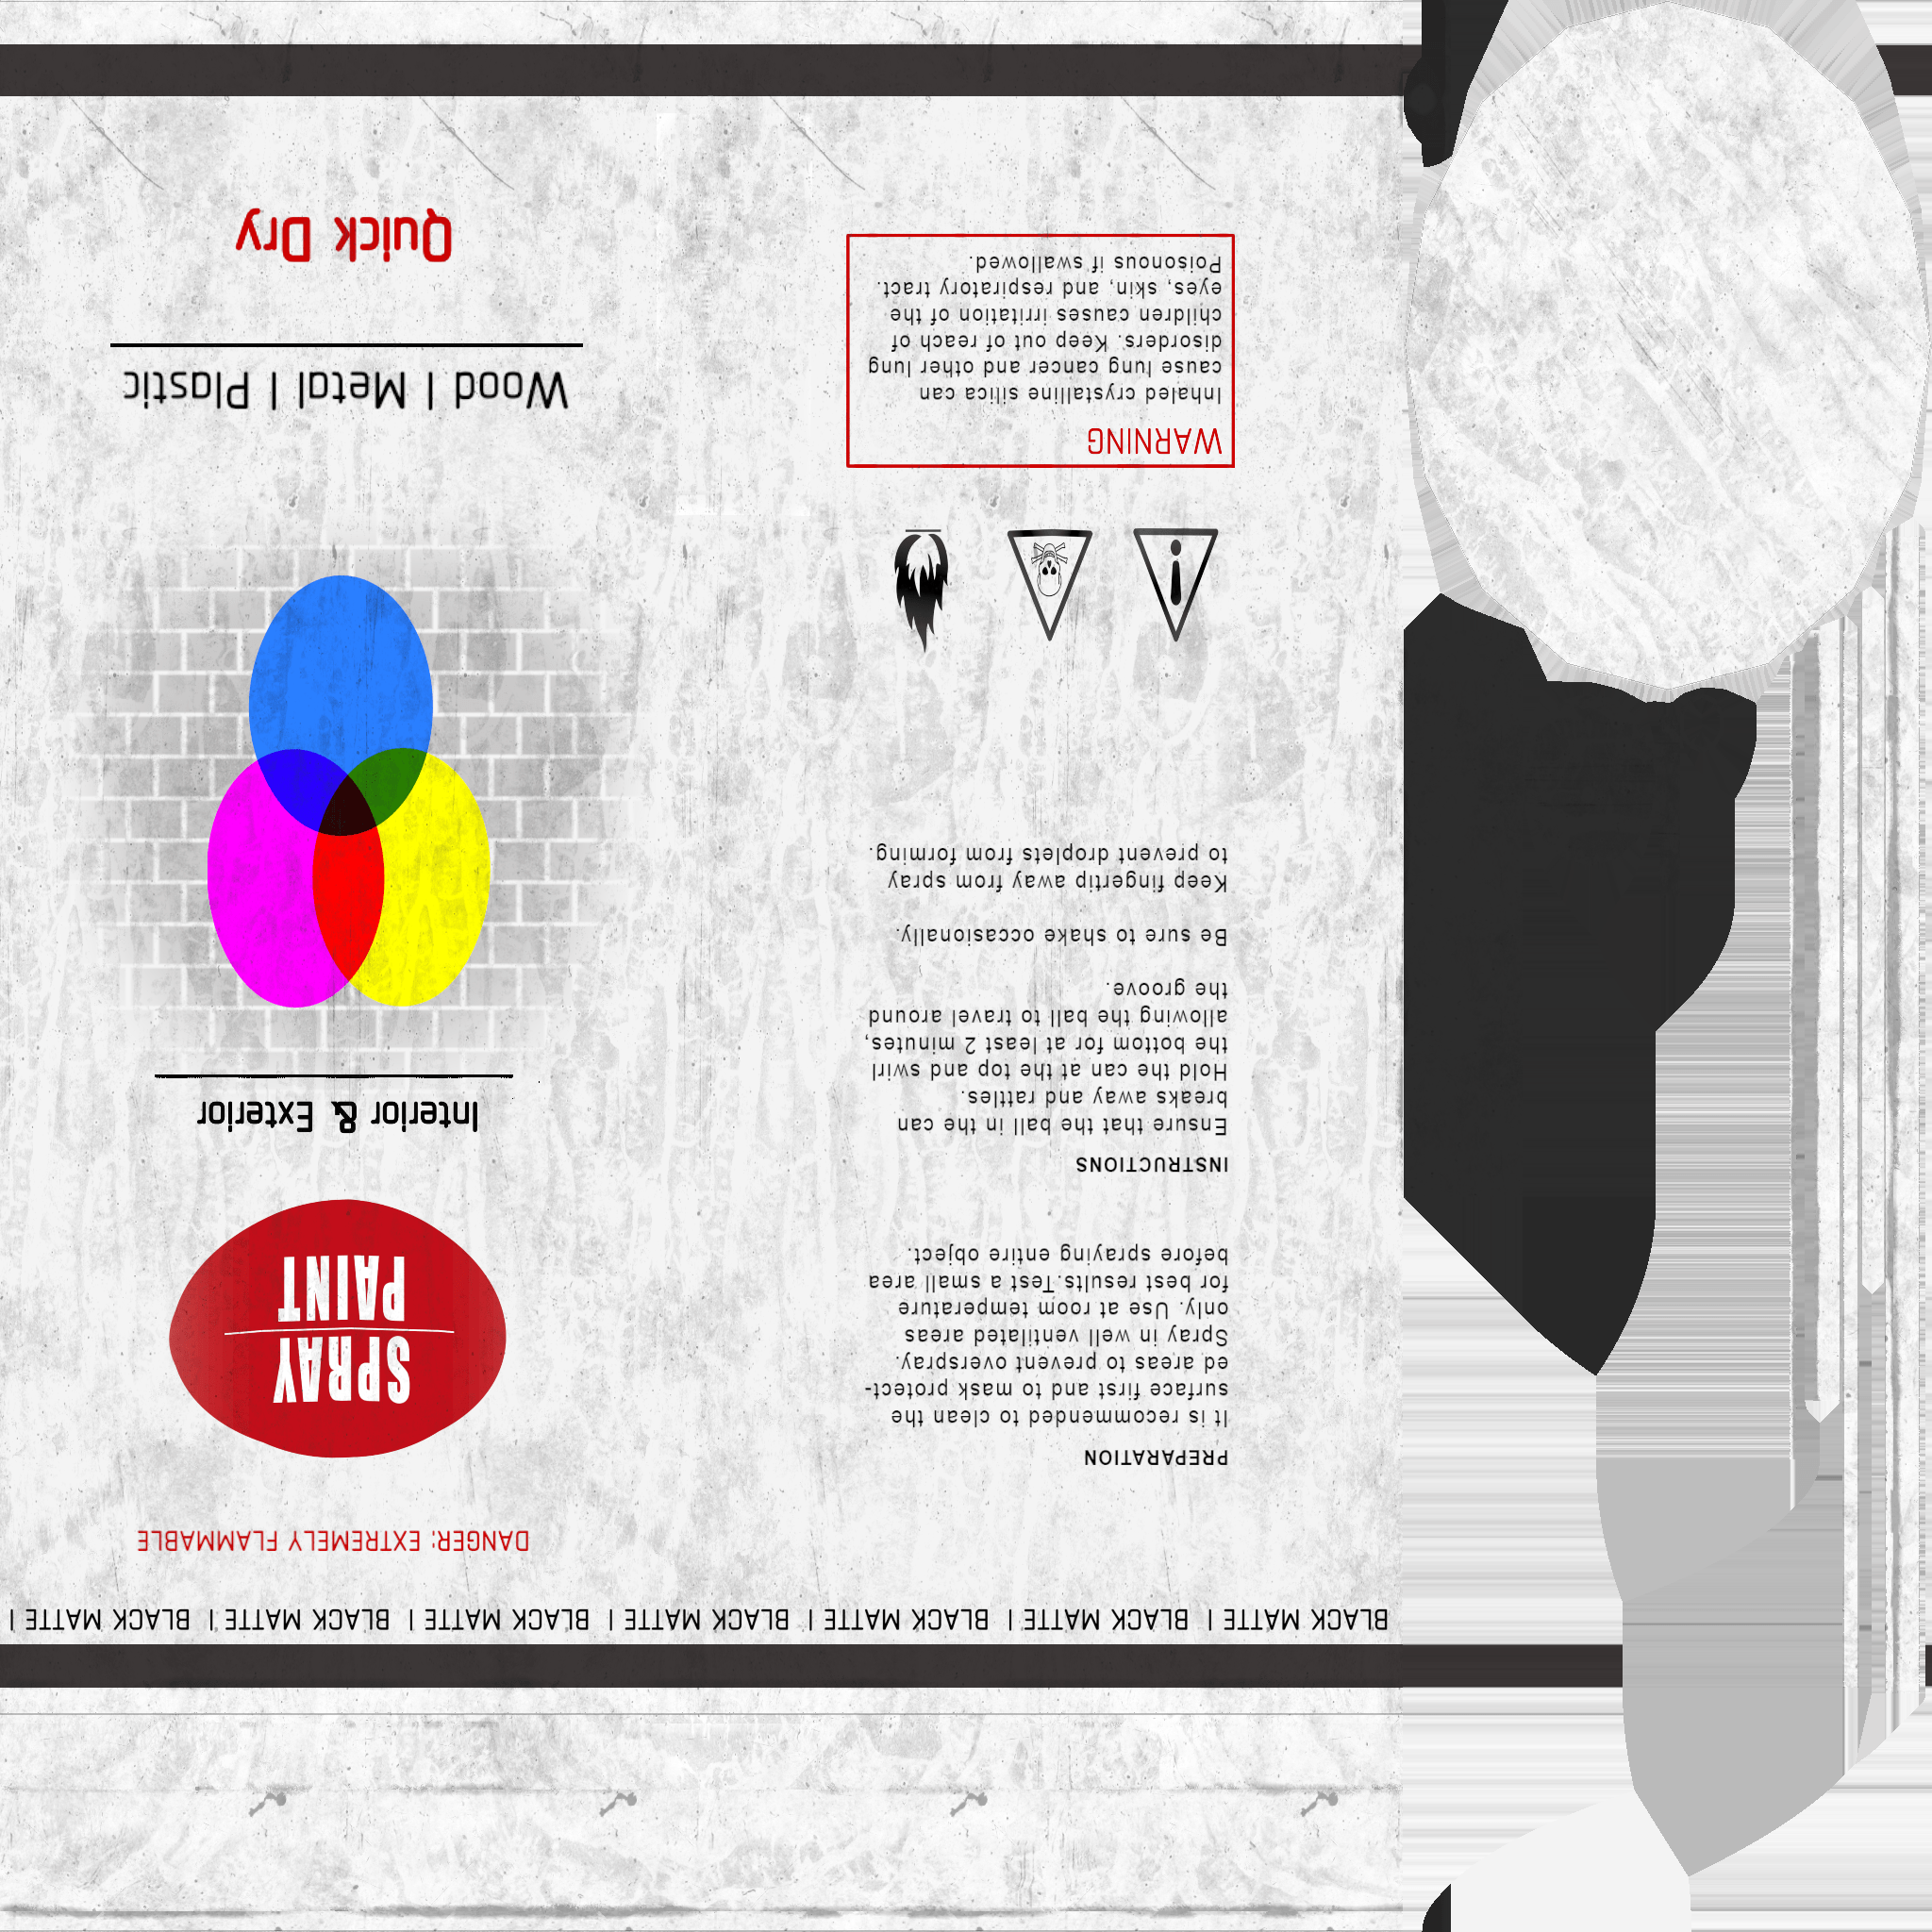 BLACK MATTE | BLACK MATTE | BLACK MATTE | BLACK MATTE | BLACK MATTE | BLACK MATTE | BLACK MATTE |
PREPARATION
It is recommended to clean the
surface first and to mask protect-
ed areas to prevent overspray.
Spray in well ventilated areas
only. Use at room temperature
for best results.Test a small area
before spraying entire object.
INSTRUCTIONS
Ensure that the ball in the can
breaks away and rattles.
Hold the can at the top and swirl
the bottom for at least 2 minutes,
allowing the ball to travel around
the groove.
Be sure to shake occasionally.
Keep fingertip away from spray
to prevent droplets from forming.
WARNING
Inhaled crystalline silica can
cause lung cancer and other lung
disorders. Keep out of reach of
children causes irritation of the
eyes, skin, and respiratory tract.
Poisonous if swallowed.
DANGER: EXTREMELY FLAMMABLE
SPRAY
PAINT
Interior & Exterior
Wood | Metal | Plastic
Quick Dry